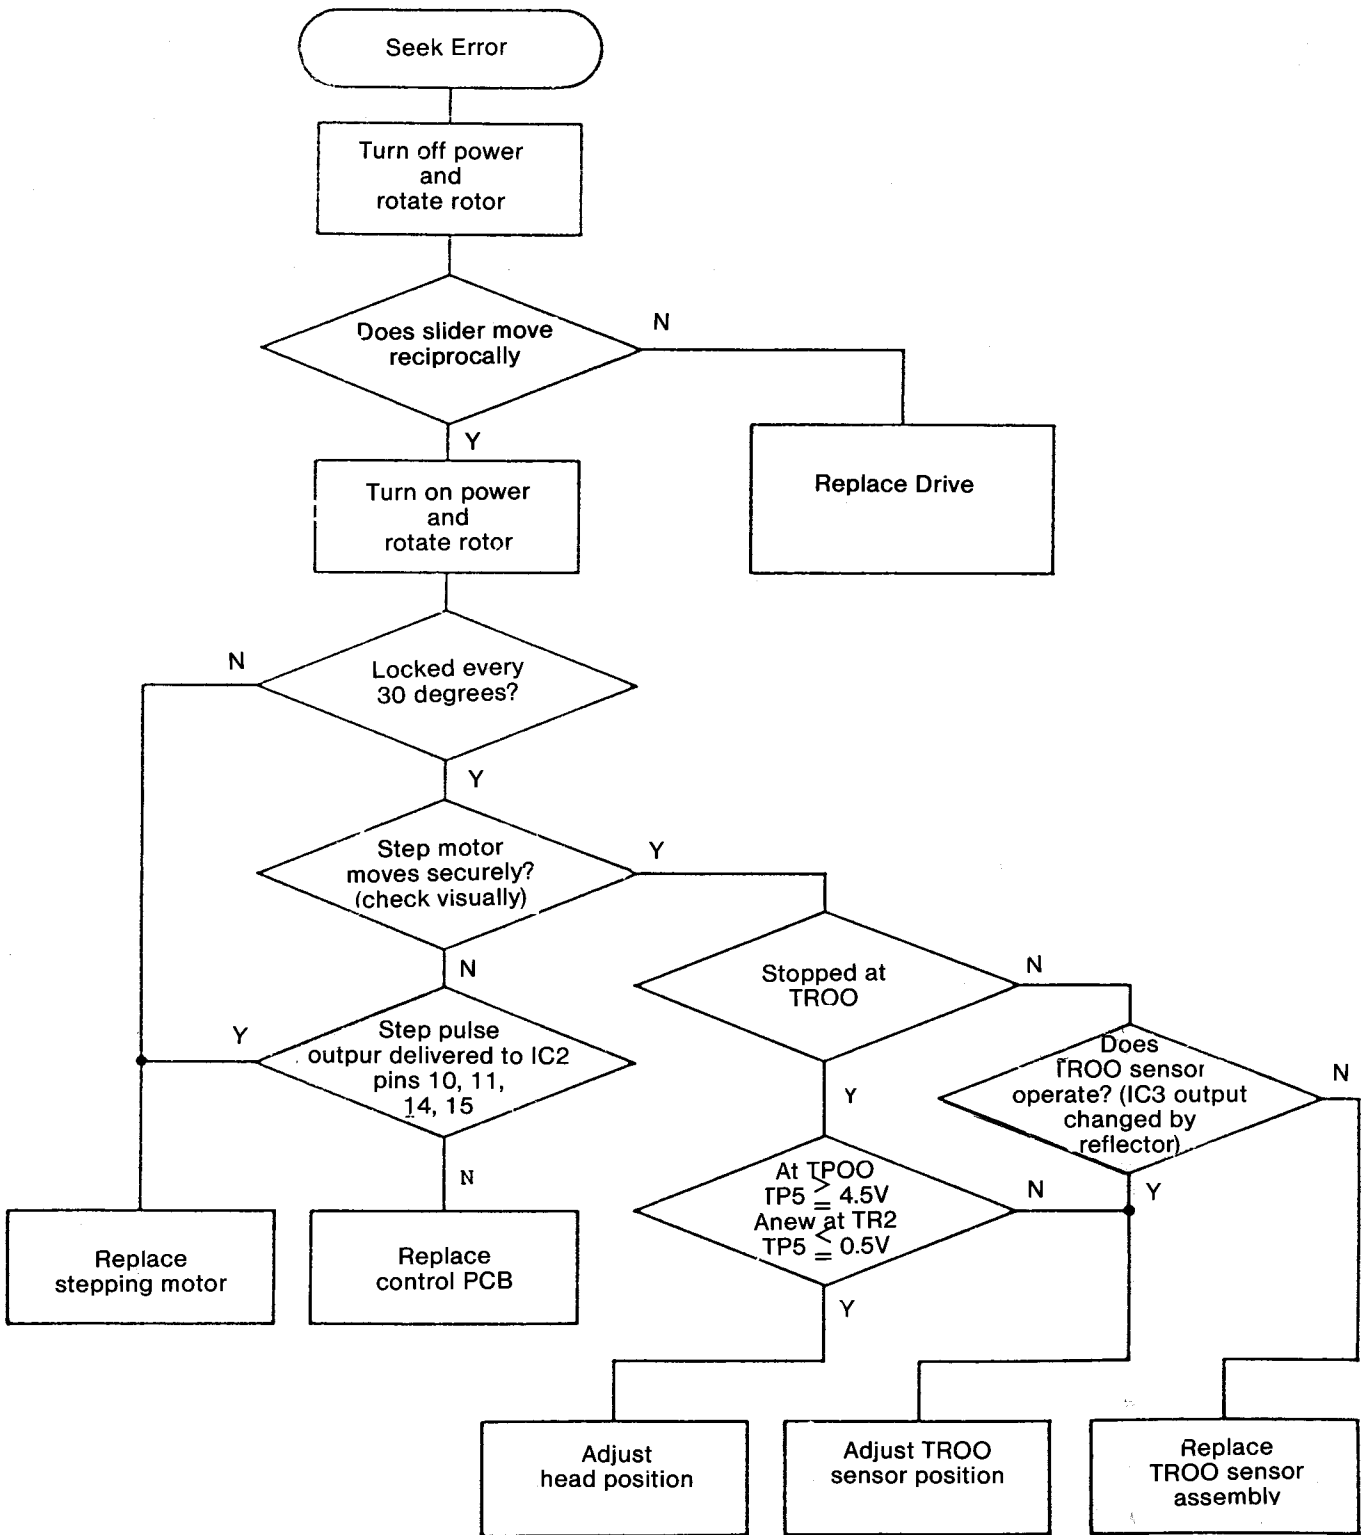 Seek Error
Turn off power
and
rotate rotor
Does slider move
reciprocally
N
Y
Replace Drive
Turn on power
and
rotate rotor
N
Locked every
30 degrees?
Y
Step motor
moves securely?
(check visually)
Y
N
Stopped at
TROO
N
Y
Step pulse
outpur delivered to IC2
pins 10, 11,
14, 15
Y
N
Does
TROO sensor
operate? (IC3 output
changed by
reflector)
N
Y
At TPOO
TP5 ≧ 4.5V
Anew at TR2
TP5 ≦ 0.5V
N
Y
Replace
stepping motor
Replace
control PCB
Adjust
head position
Adjust TROO
sensor position
Replace
TROO sensor
assembly